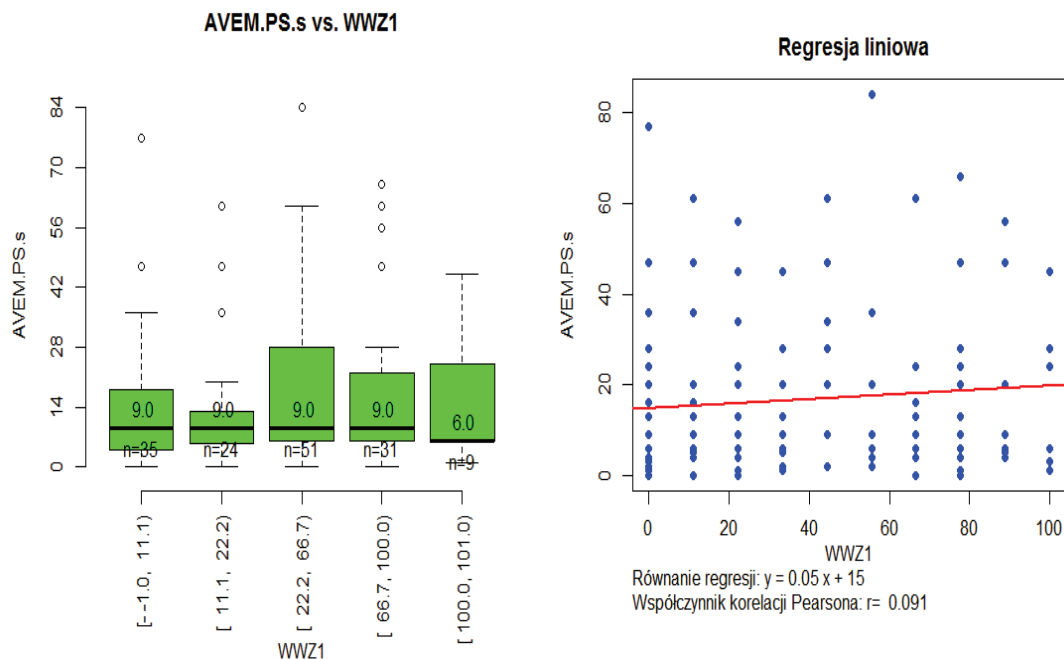 AVEM.PS.s vs. WWZ1
AVEM.PS.s
84
70
56
42
28
14
0
9.0
9.0
9.0
9.0
6.0
n=35
n=24
n=51
n=31
n=9
[- -1.0, 11.1)
[ 11.1, 22.2)
[ 22.2, 66.7)
[ 66.7, 100.0)
[ 100.0, 101.0)
WWZ1
Regresja liniowa
AVEM.PS.s
80
60
40
20
0
0 20 40 60 80 100
WWZ1
Równanie regresji: y = 0.05 x + 15
Współczynnik korelacji Pearsona: r= 0.091